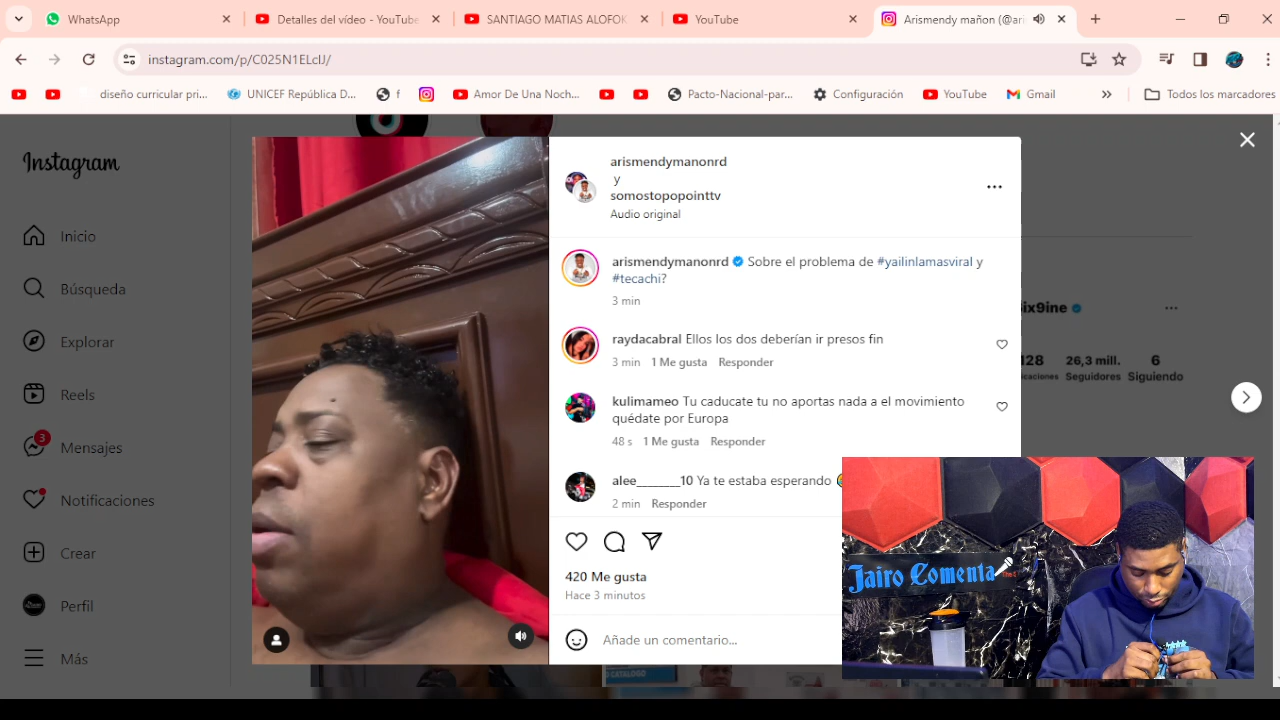 WhatsApp
Detalles del vídeo - YouTube
SANTIAGO MATIAS ALOFOK
YouTube
Arismendy mañon (@ari
instagram.com/p/C025N1ELcIJ/
diseño curricular pri...
UNICEF República D...
f
Amor De Una Noch...
Pacto-Nacional-par...
Configuración
YouTube
Gmail
Todos los marcadores
Instagram
Inicio
Búsqueda
Explorar
Reels
3
Mensajes
Notificaciones
Crear
Perfil
Más
arismendymanonrd
y
somostopopointtv
Audio original
arismendymanonrd Sobre el problema de #yailinlamasviral y
#tecachi?
3 min
raydacabral Ellos los dos deberían ir presos fin
3 min 1 Me gusta Responder
kulimameo Tu caducate tu no aportas nada a el movimiento
quédate por Europa
48 s 1 Me gusta Responder
alee________10 Ya te estaba esperando
2 min Responder
420 Me gusta
Hace 3 minutos
Añade un comentario...
6ix9ine
128 26,3 mill. 6
icaciones Seguidores Siguiendo
Jairo Comenta
CATÁLOGO